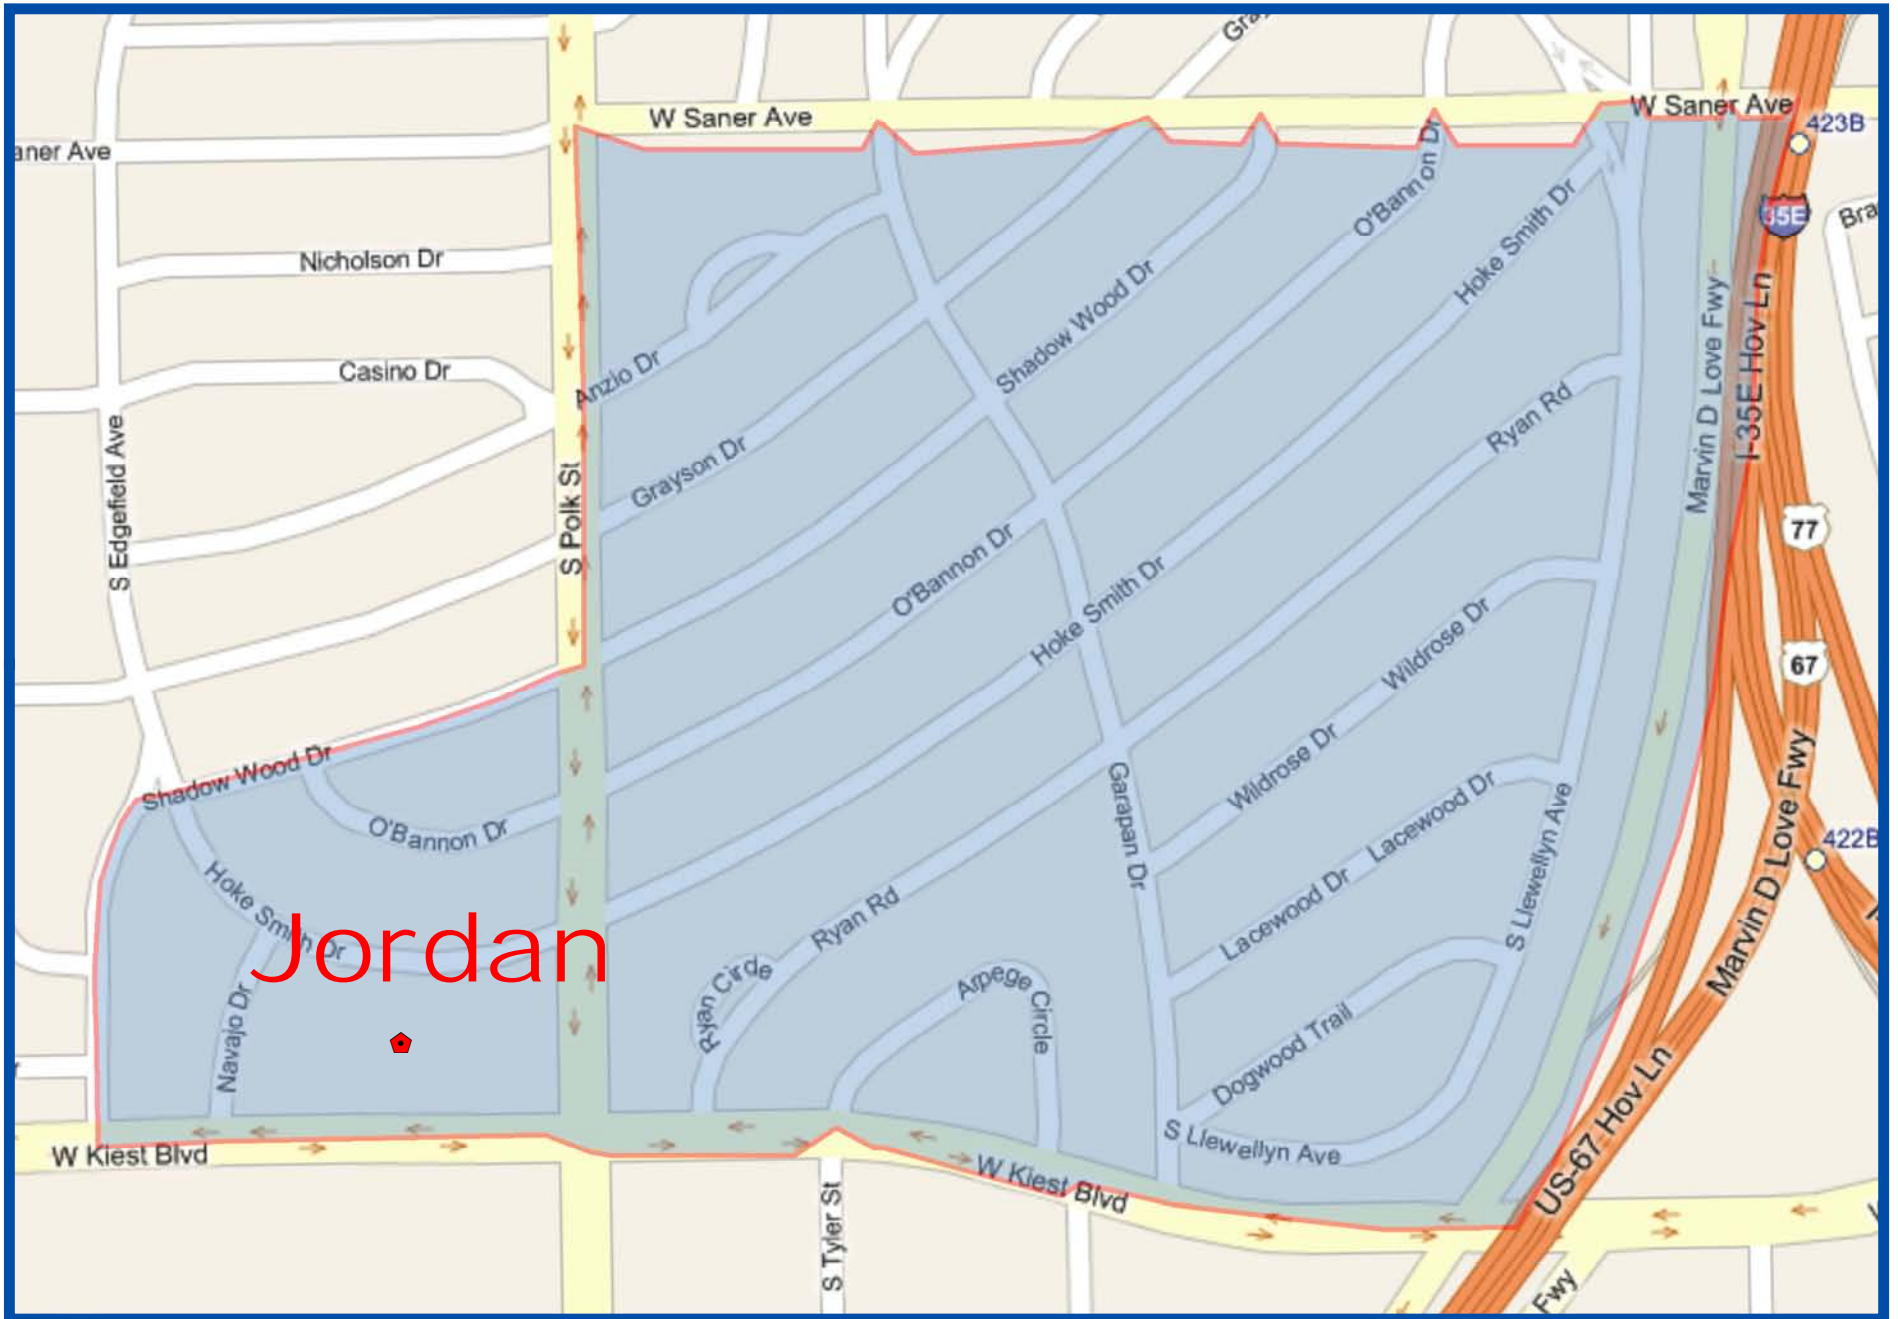 Gra
W Saner Ave
W Saner Ave
423B
aner Ave
35E
Bra
Nicholson Dr
O'Bannon Dr
Hoke Smith Dr
Shadow Wood Dr
Casino Dr
Anzio Dr
Marvin D Love Fwy
I-35E Hov Ln
Ryan Rd
Grayson Dr
S Edgefield Ave
S Polk St
77
O'Bannon Dr
Hoke Smith Dr
Wildrose Dr
67
Shadow Wood Dr
Wildrose Dr
Garapan Dr
Lacewood Dr
O'Bannon Dr
S Llewellyn Ave
Marvin D Love Fwy
422B
Hoke Smith Dr
Jordan
Ryan Rd
Lacewood Dr
Ryan Circle
Arpege Circle
Navajo Dr
Dogwood Trail
US-67 Hov Ln
S Llewellyn Ave
W Kiest Blvd
W Kiest Blvd
S Tyler St
Fwy